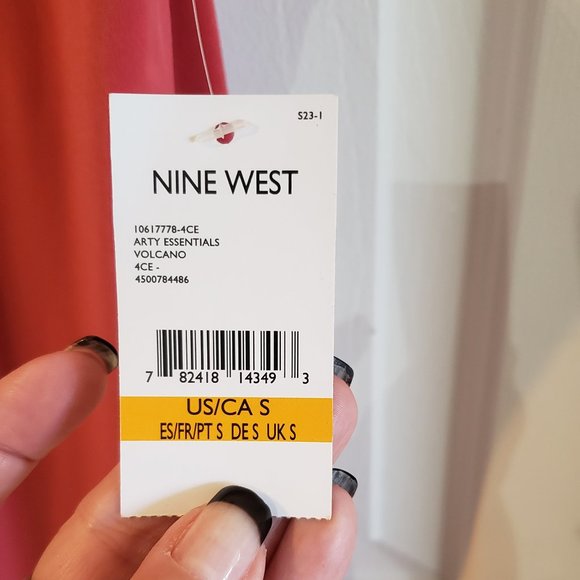 S23-1
NINE WEST
10617778-4CE
ARTY ESSENTIALS
VOLCANO
4CE -
4500784486
7 82418 14349 3
US/CA S
ES/FR/PT S DE S UK S